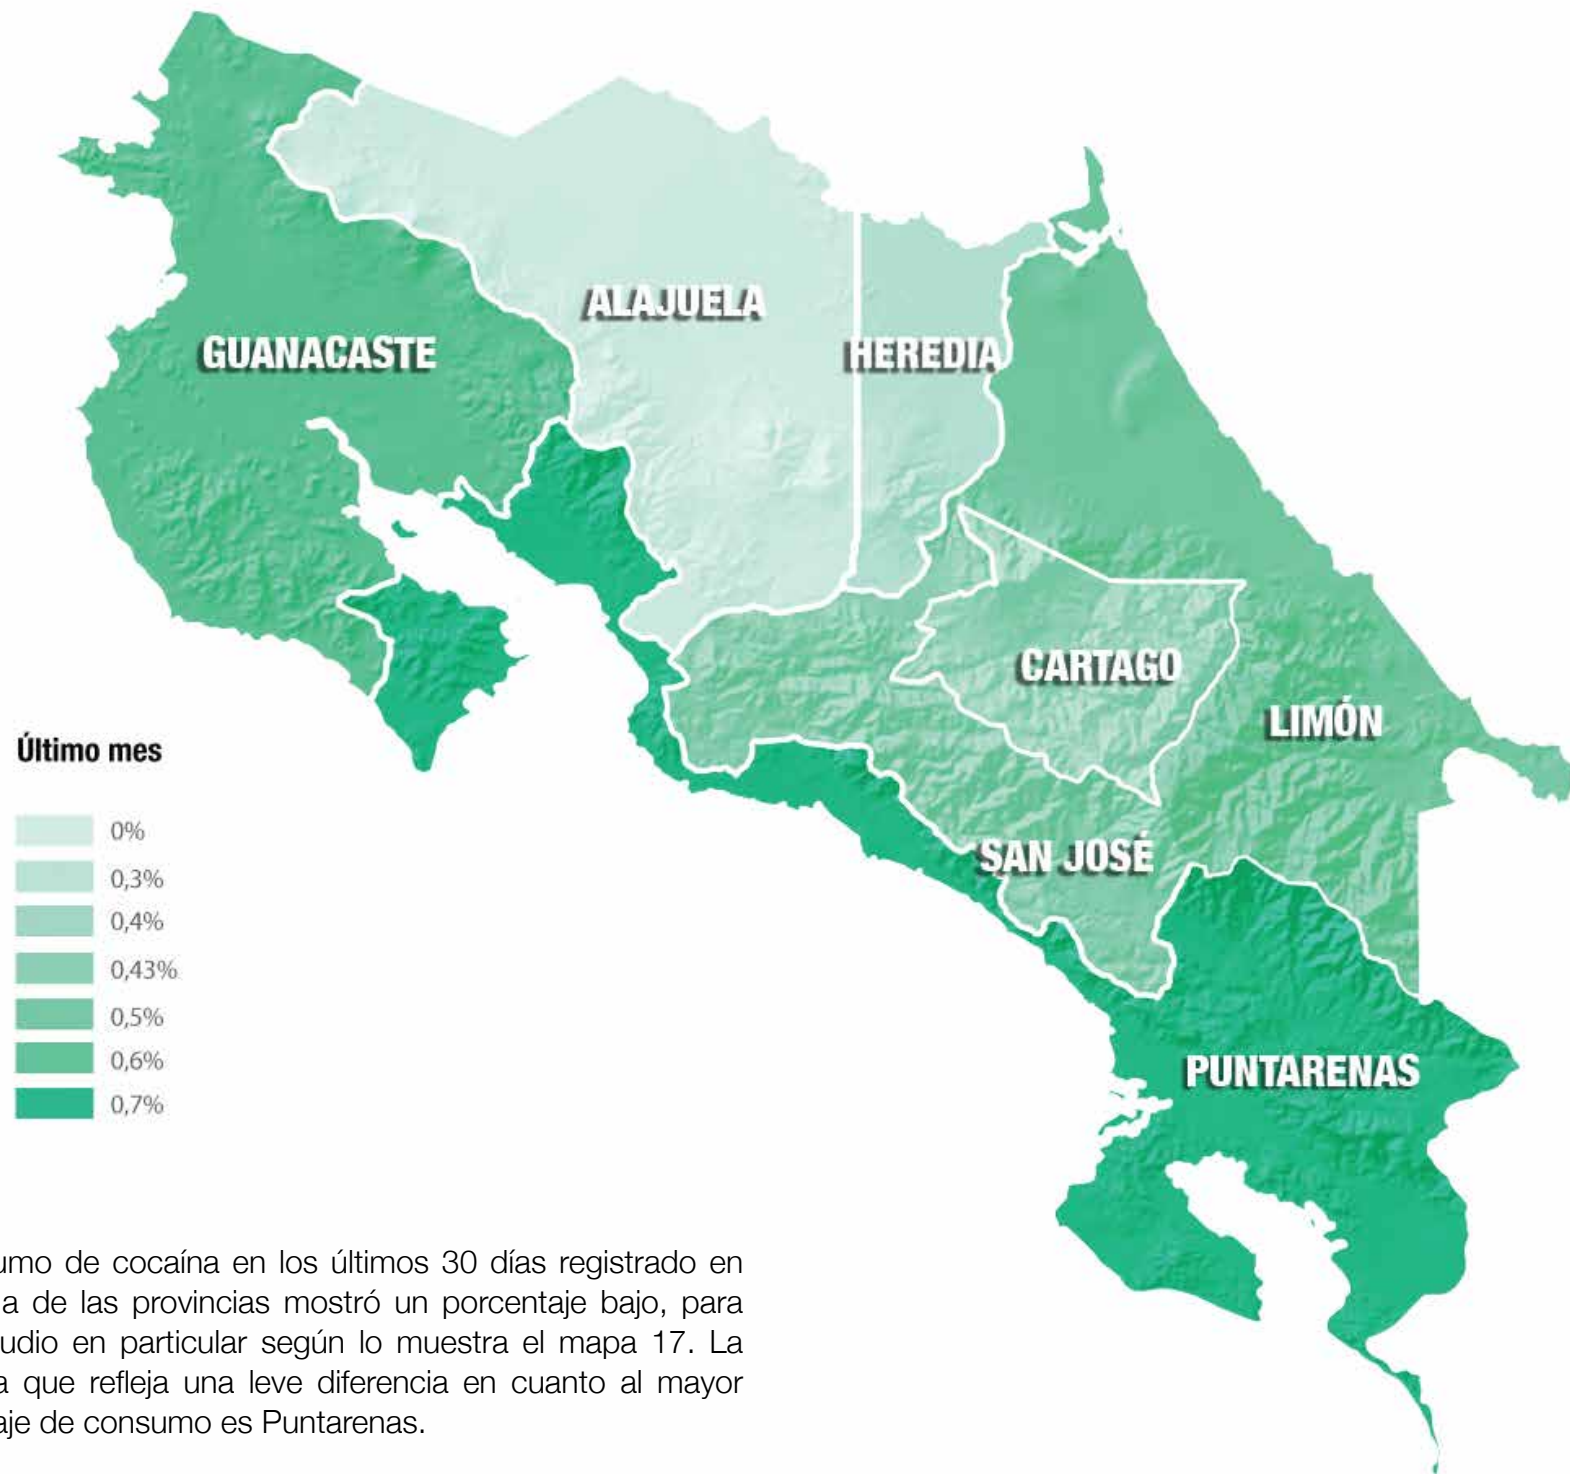 ALAJUELA
GUANACASTE
HEREDIA
CARTAGO
LIMÓN
SAN JOSÉ
PUNTARENAS
Último mes
0%
0,3%
0,4%
0,43%
0,5%
0,6%
0,7%
umo de cocaína en los últimos 30 días registrado en
a de las provincias mostró un porcentaje bajo, para
udio en particular según lo muestra el mapa 17. La
a que refleja una leve diferencia en cuanto al mayor
aje de consumo es Puntarenas.